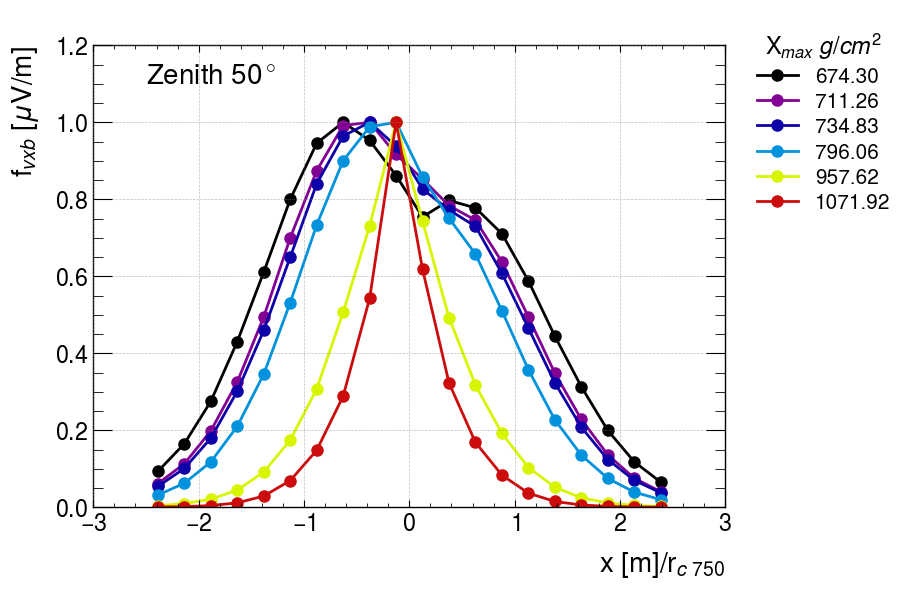 Zenith 50°
f_vxb [μV/m]
1.2
1.0
0.8
0.6
0.4
0.2
0.0
−3 −2 −1 0 1 2 3
x [m]/r_c 750
X_max g/cm²
674.30
711.26
734.83
796.06
957.62
1071.92